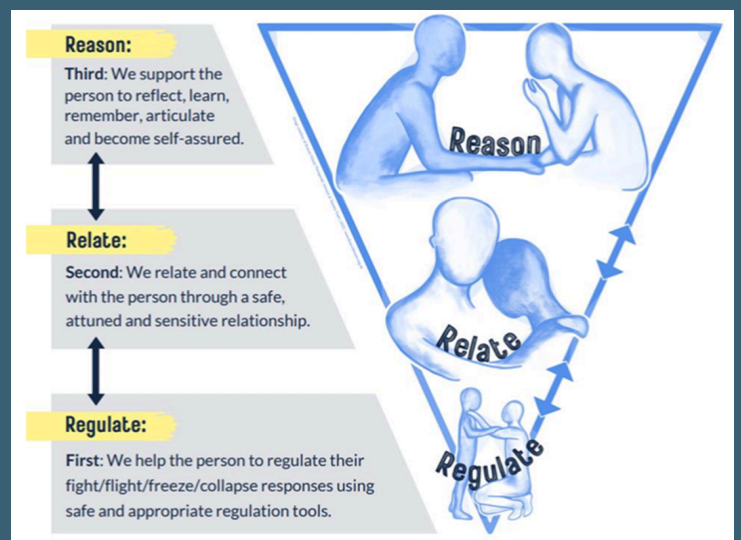 Reason:
Third: We support the
person to reflect, learn,
remember, articulate
and become self-assured.
Relate:
Second: We relate and connect
with the person through a safe,
attuned and sensitive relationship.
Regulate:
First: We help the person to regulate their
fight/flight/freeze/collapse responses using
safe and appropriate regulation tools.
Reason
Relate
Regulate